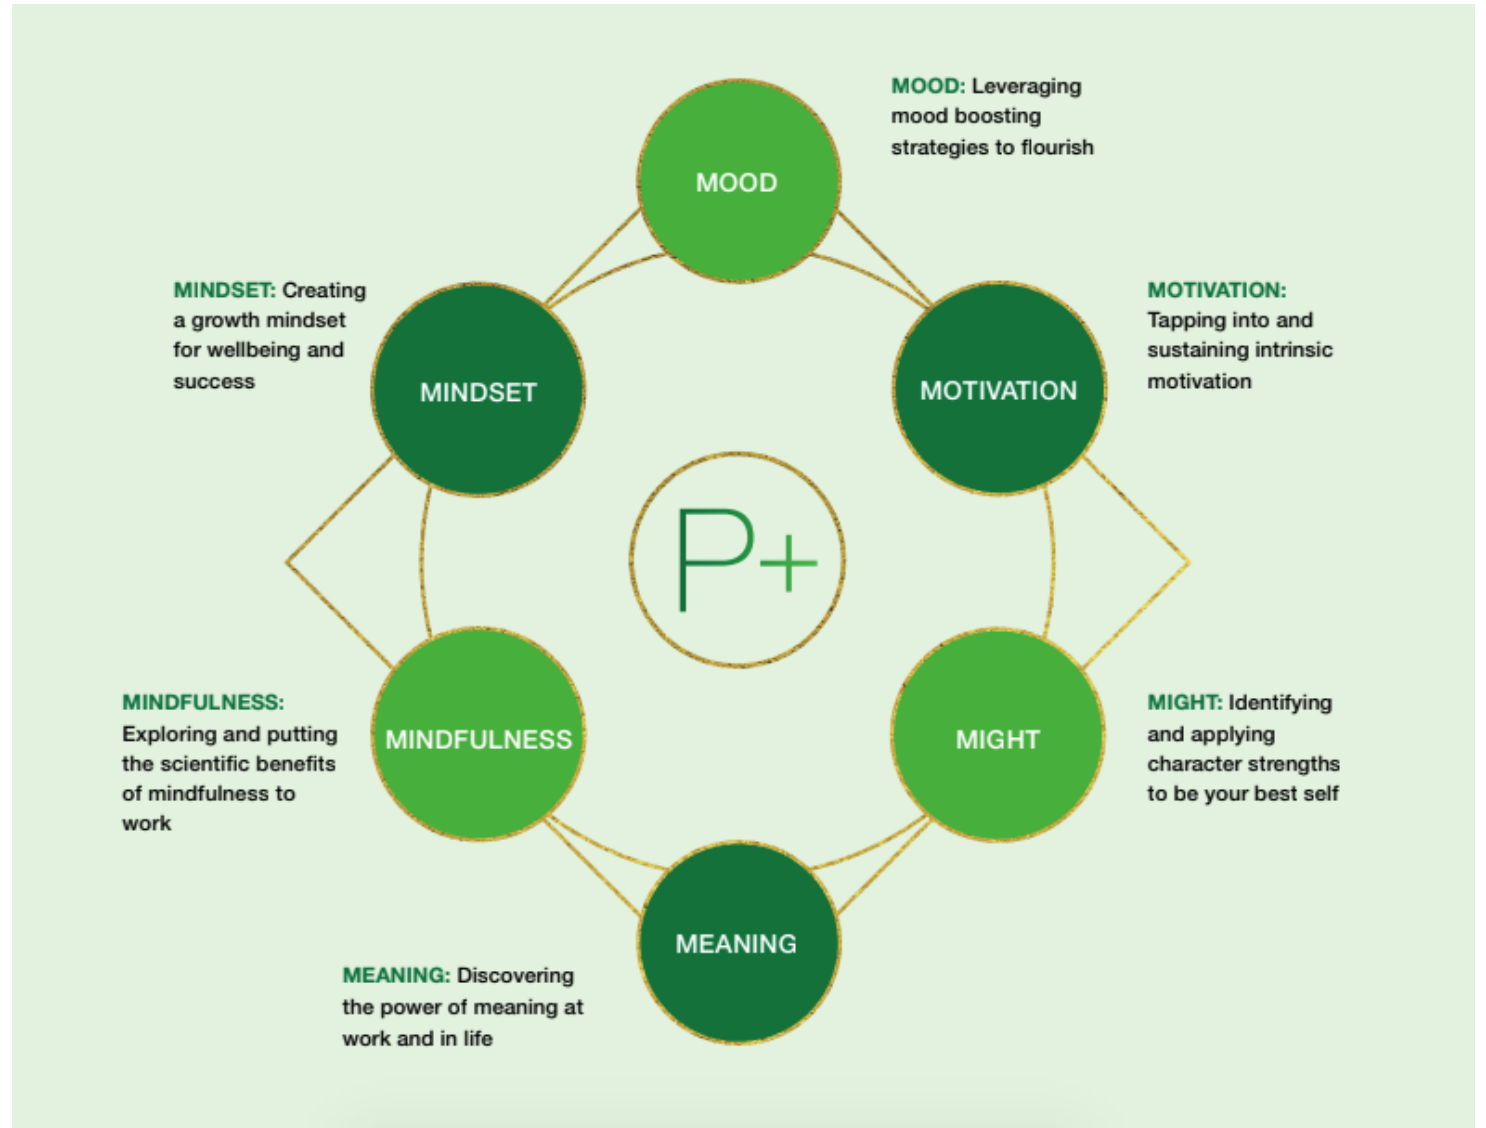 MOOD
MOOD: Leveraging
mood boosting
strategies to flourish
MINDSET: Creating
a growth mindset
for wellbeing and
success
MINDSET
MOTIVATION
MOTIVATION:
Tapping into and
sustaining intrinsic
motivation
P+
MINDFULNESS:
Exploring and putting
the scientific benefits
of mindfulness to
work
MINDFULNESS
MIGHT
MIGHT: Identifying
and applying
character strengths
to be your best self
MEANING
MEANING: Discovering
the power of meaning at
work and in life